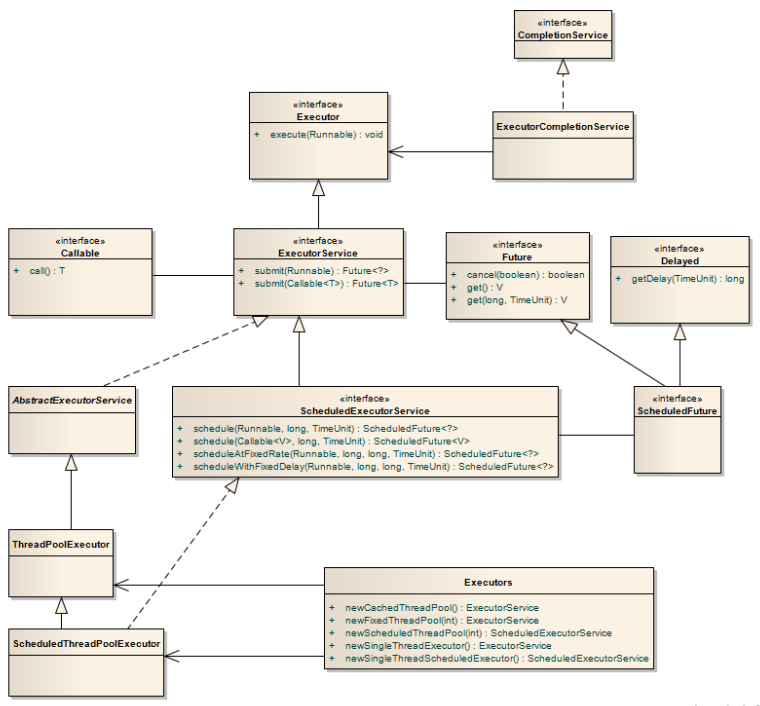 «interface»
CompletionService
«interface»
Executor
+ execute(Runnable) : void
ExecutorCompletionService
«interface»
Callable
+ call() : T
«interface»
ExecutorService
+ submit(Runnable) : Future<?>
+ submit(Callable<T>) : Future<T>
«interface»
Future
+ cancel(boolean) : boolean
+ get() : V
+ get(long, TimeUnit) : V
«interface»
Delayed
+ getDelay(TimeUnit) : long
AbstractExecutorService
«interface»
ScheduledExecutorService
+ schedule(Runnable, long, TimeUnit) : ScheduledFuture<?>
+ schedule(Callable<V>, long, TimeUnit) : ScheduledFuture<V>
+ scheduleAtFixedRate(Runnable, long, long, TimeUnit) : ScheduledFuture<?>
+ scheduleWithFixedDelay(Runnable, long, long, TimeUnit) : ScheduledFuture<?>
«interface»
ScheduledFuture
ThreadPoolExecutor
Executors
+ newCachedThreadPool() : ExecutorService
+ newFixedThreadPool(int) : ExecutorService
+ newScheduledThreadPool(int) : ScheduledExecutorService
+ newSingleThreadExecutor() : ExecutorService
+ newSingleThreadScheduledExecutor() : ScheduledExecutorService
ScheduledThreadPoolExecutor